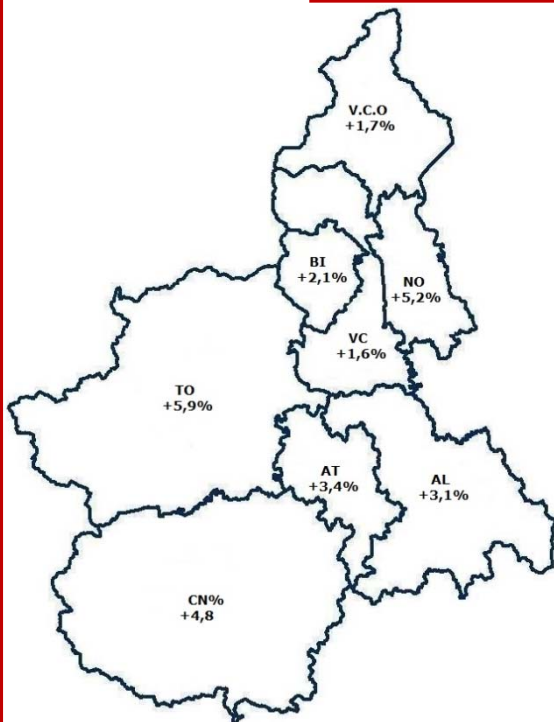 V.C.O
+1,7%
BI
+2,1%
NO
+5,2%
VC
+1,6%
TO
+5,9%
AT
+3,4%
AL
+3,1%
CN%
+4,8